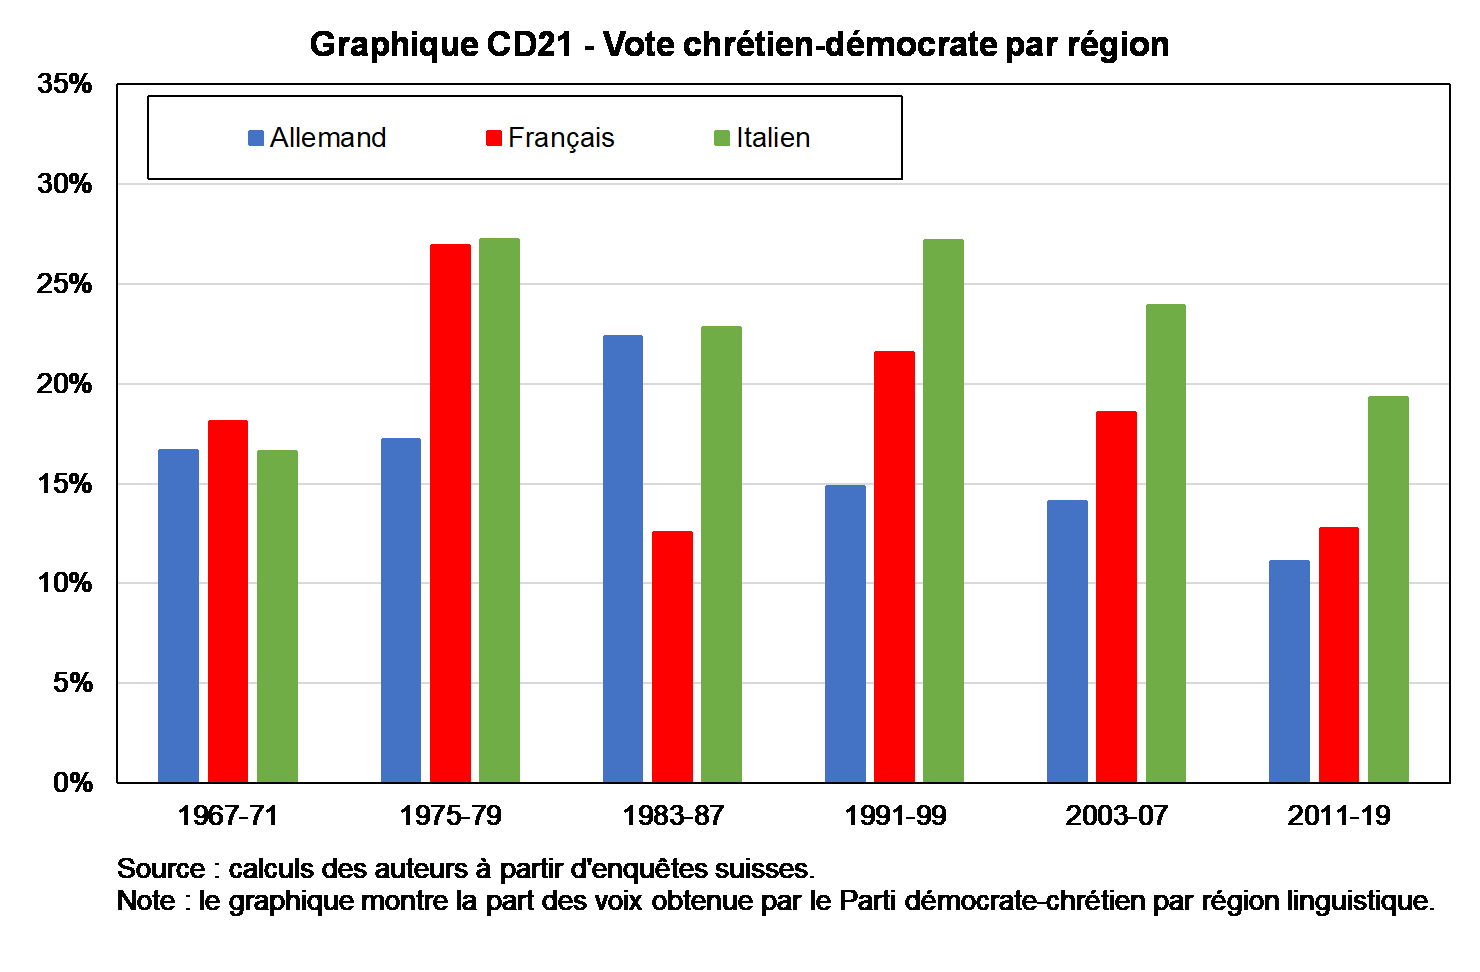 Graphique CD21 - Vote chrétien-démocrate par région
35%
Allemand Français Italien
30%
25%
20%
15%
10%
5%
0%
1967-71 1975-79 1983-87 1991-99 2003-07 2011-19
Source : calculs des auteurs à partir d'enquêtes suisses.
Note : le graphique montre la part des voix obtenue par le Parti démocrate-chrétien par région linguistique.